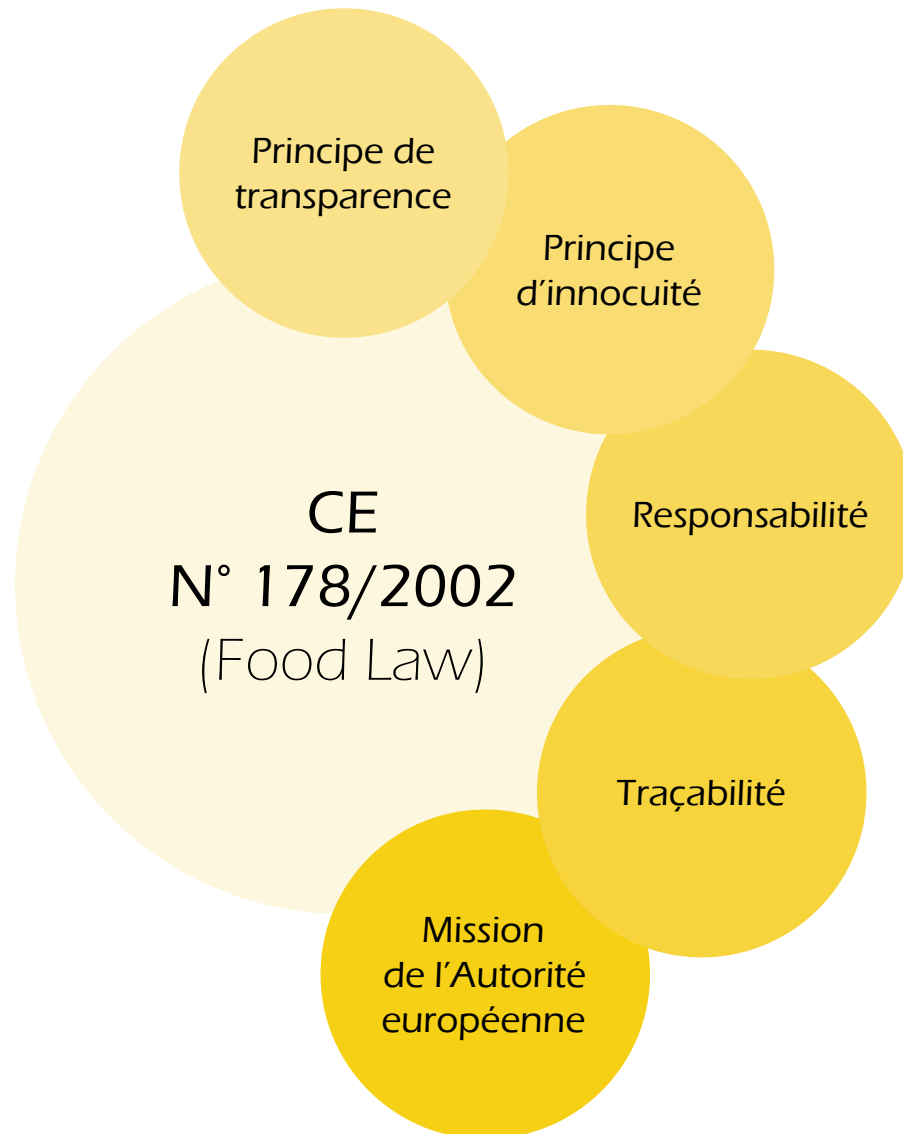 Principe de
transparence
Principe
d'innocuité
CE
N° 178/2002
(Food Law)
Responsabilité
Traçabilité
Mission
de l'Autorité
européenne